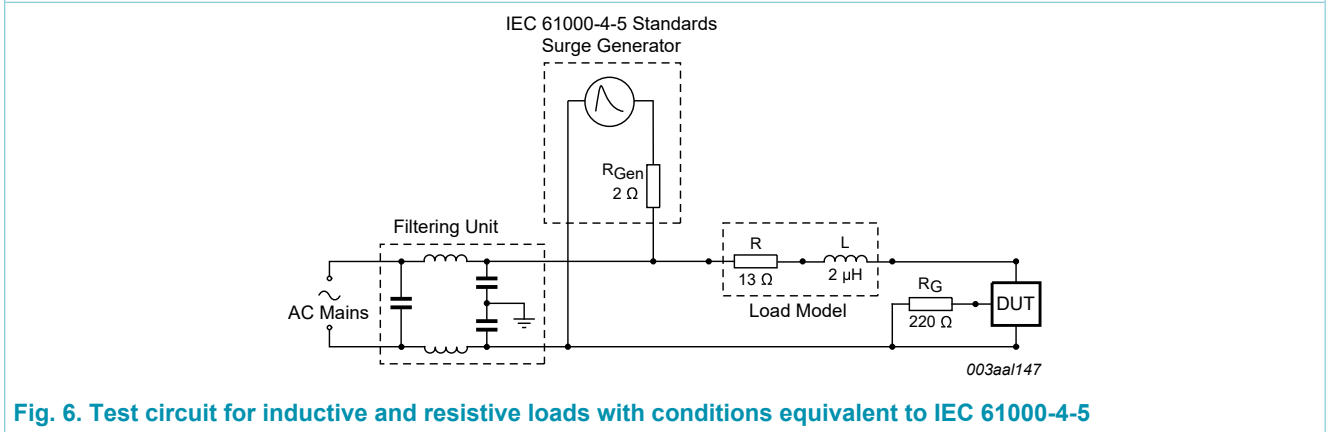 IEC 61000-4-5 Standards
Surge Generator
RGen
2 Ω
Filtering Unit
R
L
13 Ω
2 μH
RG
DUT
AC Mains
Load Model
220 Ω
003aal147
Fig. 6. Test circuit for inductive and resistive loads with conditions equivalent to IEC 61000-4-5